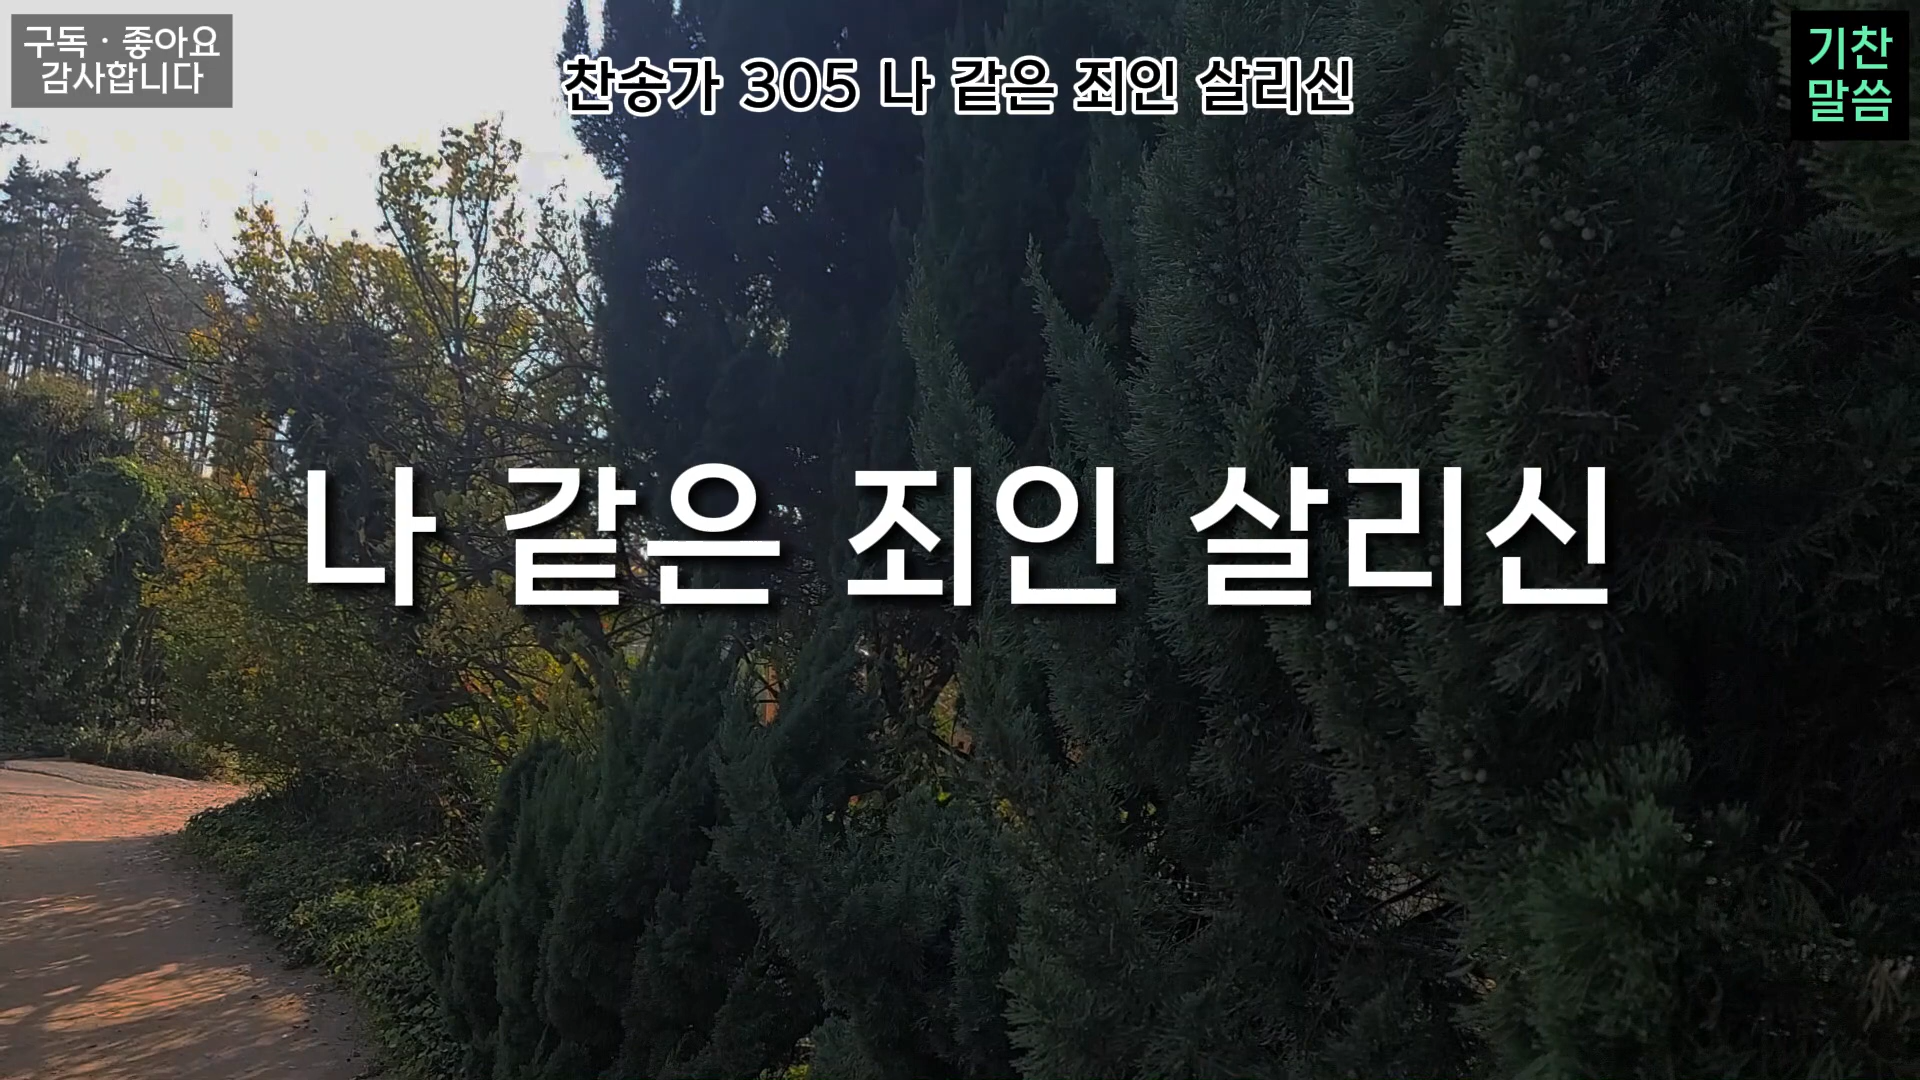 구독 · 좋아요
감사합니다
찬송가 305 나 같은 죄인 살리신
기찬
말씀
나 같은 죄인 살리신